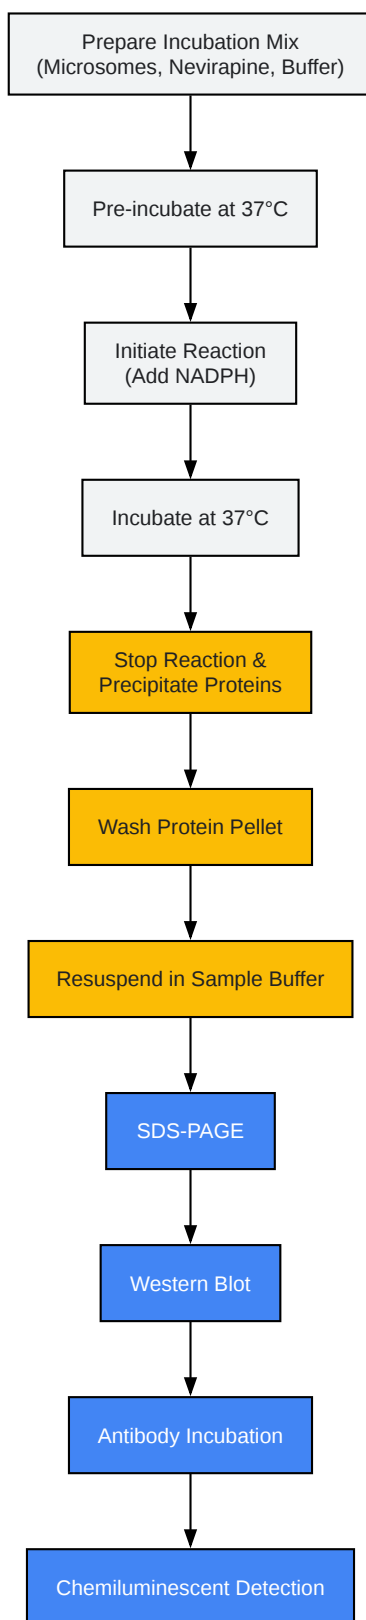 Prepare Incubation Mix
(Microsomes, Nevirapine, Buffer)
Pre-incubate at 37°C
Initiate Reaction
(Add NADPH)
Incubate at 37°C
Stop Reaction &
Precipitate Proteins
Wash Protein Pellet
Resuspend in Sample Buffer
SDS-PAGE
Western Blot
Antibody Incubation
Chemiluminescent Detection